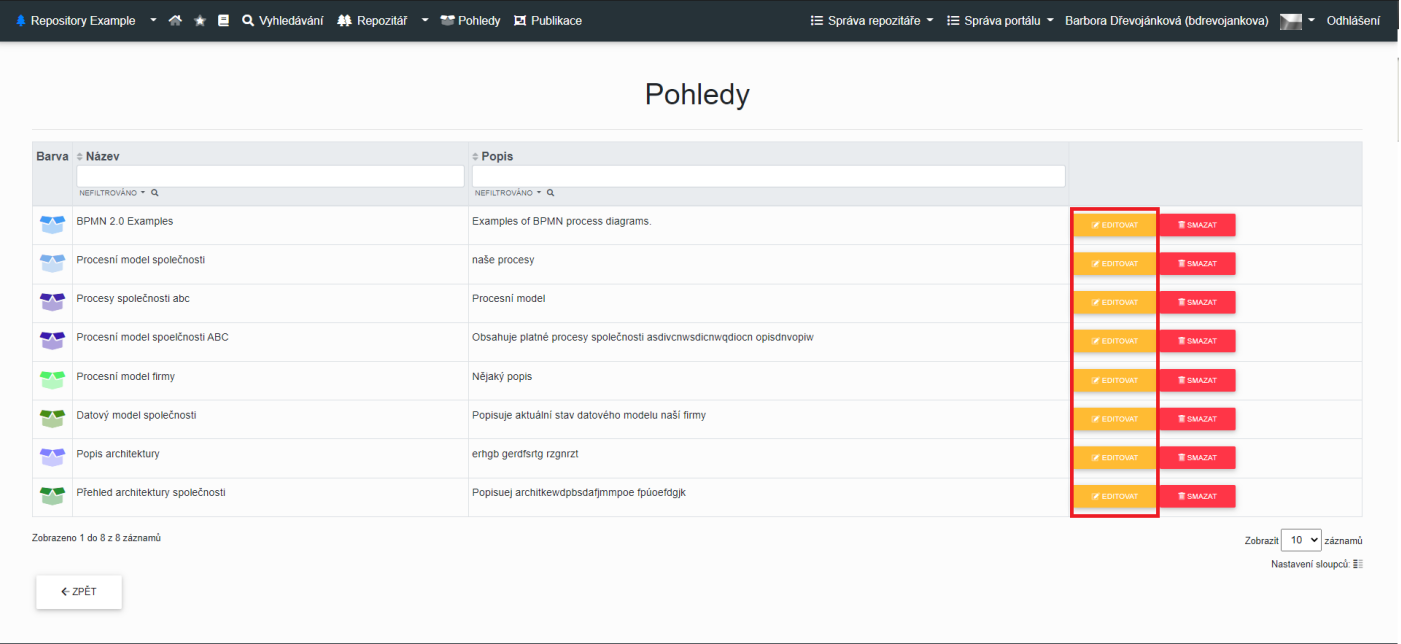 Repository Example Vyhledávání Repozitář Pohledy Publikace Správa repozitáře Správa portálu Barbora Dřevojánková (bdrevojankova) Odhlášení
Pohledy
Barva Název Popis
NEFILTROVÁNO NEFILTROVÁNO
BPMN 2.0 Examples Examples of BPMN process diagrams. EDITOVAT SMAZAT
Procesní model společnosti naše procesy EDITOVAT SMAZAT
Procesy společnosti abc Procesní model EDITOVAT SMAZAT
Procesní model spoelčnosti ABC Obsahuje platné procesy společnosti asdivcnwsdicnwqdiocn opisdnvopiw EDITOVAT SMAZAT
Procesní model firmy Nějaký popis EDITOVAT SMAZAT
Datový model společnosti Popisuje aktuální stav datového modelu naší firmy EDITOVAT SMAZAT
Popis architektury erhgb gerdfsrtg rzgnrzt EDITOVAT SMAZAT
Přehled architektury společnosti Popisuej architkewdpbsdafjmmpoe fpúoefdgjk EDITOVAT SMAZAT
Zobrazeno 1 do 8 z 8 záznamů
Zobrazit 10 záznamů
Nastavení sloupců:
ZPĚT